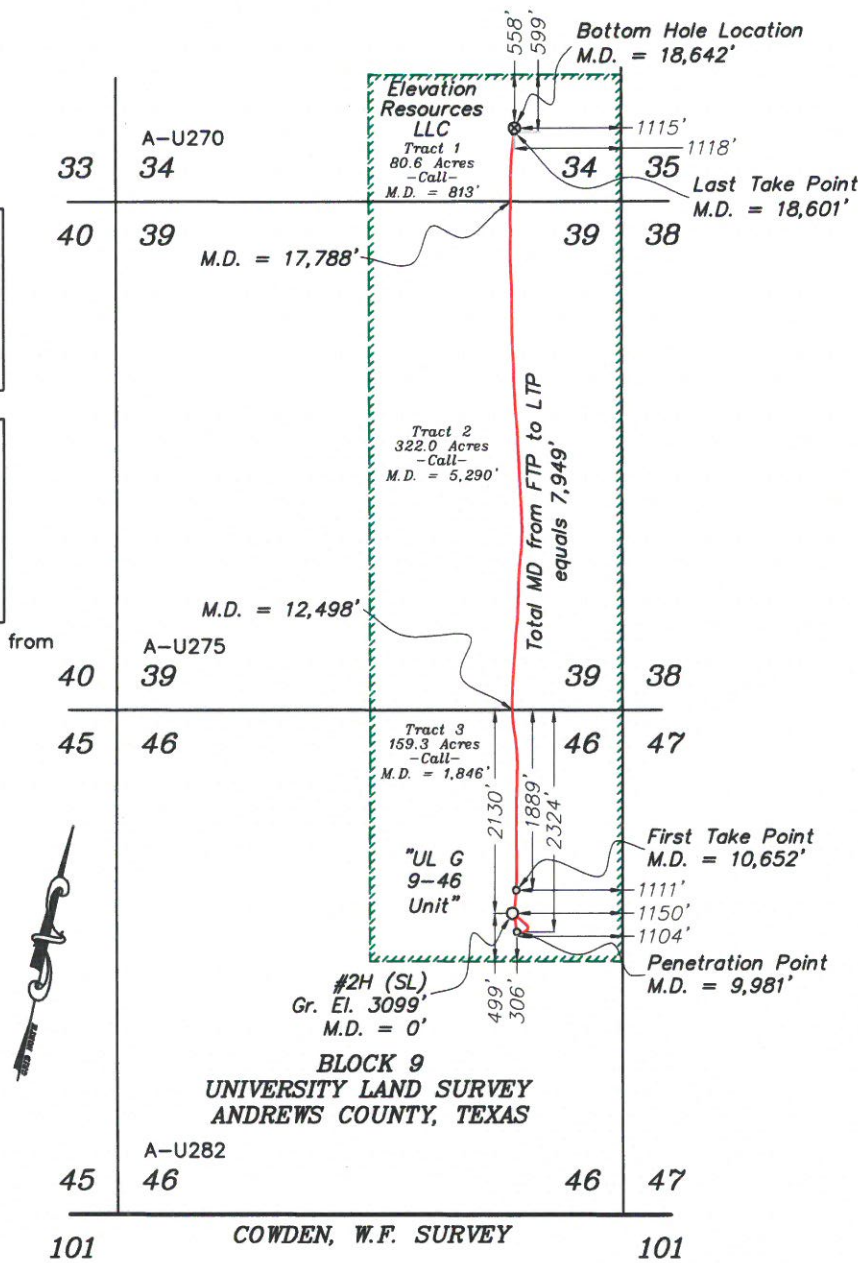 558'
599'
Bottom Hole Location
M.D. = 18,642'
Elevation
Resources
LLC
Tract 1
80.6 Acres
-Call-
M.D. = 813'
A-U270
33 34
34 35
1115'
1118'
Last Take Point
M.D. = 18,601'
40 39
39 38
M.D. = 17,788'
Tract 2
322.0 Acres
-Call-
M.D. = 5,290'
Total MD from FTP to LTP
equals 7,949'
M.D. = 12,498'
from
A-U275
40 39
39 38
45 46
46 47
Tract 3
159.3 Acres
-Call-
M.D. = 1,846'
2130'
1889'
2324'
"UL G
9-46
Unit"
First Take Point
M.D. = 10,652'
1111'
1150'
1104'
Penetration Point
M.D. = 9,981'
#2H (SL)
Gr. El. 3099'
M.D. = 0'
499'
306'
GRID NORTH
BLOCK 9
UNIVERSITY LAND SURVEY
ANDREWS COUNTY, TEXAS
A-U282
45 46
46 47
COWDEN, W.F. SURVEY
101
101